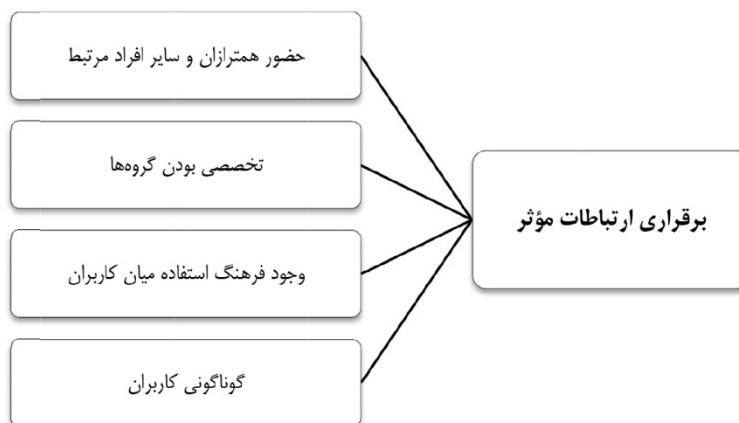 برقراری ارتباطات مؤثر
حضور همترازان و سایر افراد مرتبط
تخصصی بودن گروه‌ها
وجود فرهنگ استفاده میان کاربران
گوناگونی کاربران